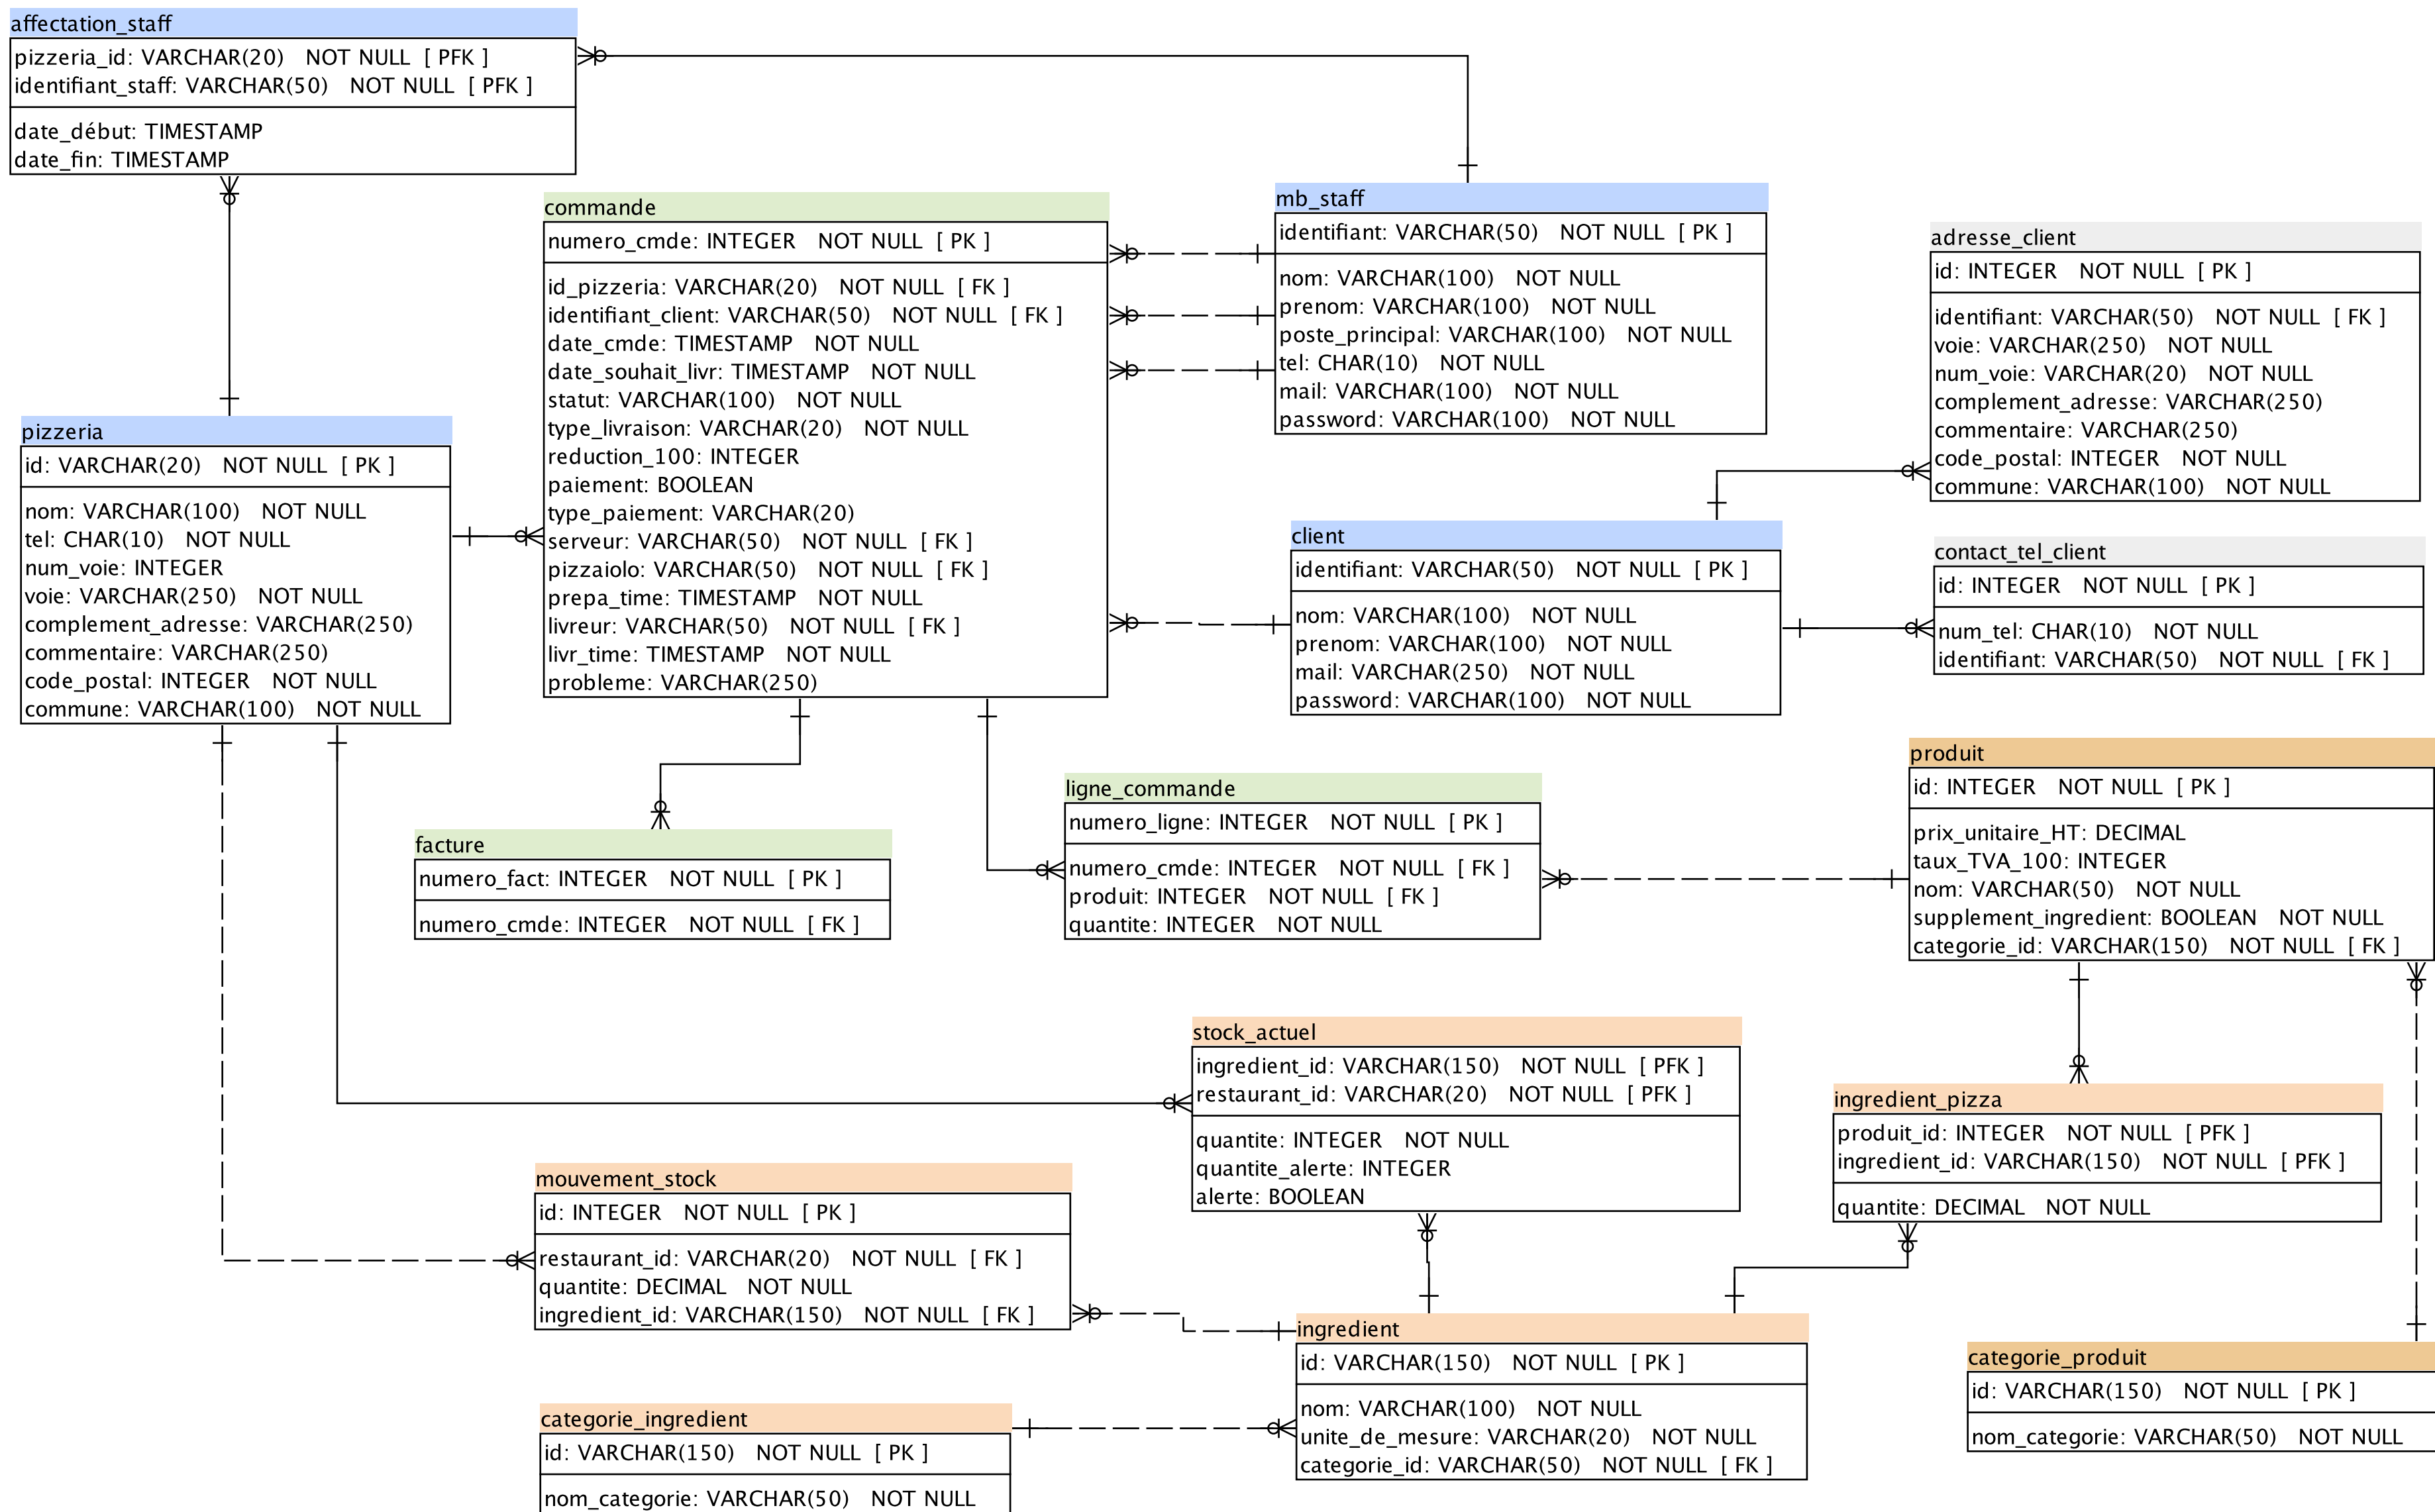 affectation_staff
pizzeria_id: VARCHAR(20) NOT NULL [ PFK ]
identifiant_staff: VARCHAR(50) NOT NULL [ PFK ]
date_début: TIMESTAMP
date_fin: TIMESTAMP
commande
numero_cmde: INTEGER NOT NULL [ PK ]
id_pizzeria: VARCHAR(20) NOT NULL [ FK ]
identifiant_client: VARCHAR(50) NOT NULL [ FK ]
date_cmde: TIMESTAMP NOT NULL
date_souhait_livr: TIMESTAMP NOT NULL
statut: VARCHAR(100) NOT NULL
type_livraison: VARCHAR(20) NOT NULL
reduction_100: INTEGER
paiement: BOOLEAN
type_paiement: VARCHAR(20)
serveur: VARCHAR(50) NOT NULL [ FK ]
pizzaiolo: VARCHAR(50) NOT NULL [ FK ]
prepa_time: TIMESTAMP NOT NULL
livreur: VARCHAR(50) NOT NULL [ FK ]
livr_time: TIMESTAMP NOT NULL
probleme: VARCHAR(250)
mb_staff
identifiant: VARCHAR(50) NOT NULL [ PK ]
nom: VARCHAR(100) NOT NULL
prenom: VARCHAR(100) NOT NULL
poste_principal: VARCHAR(100) NOT NULL
tel: CHAR(10) NOT NULL
mail: VARCHAR(100) NOT NULL
password: VARCHAR(100) NOT NULL
adresse_client
id: INTEGER NOT NULL [ PK ]
identifiant: VARCHAR(50) NOT NULL [ FK ]
voie: VARCHAR(250) NOT NULL
num_voie: VARCHAR(20) NOT NULL
complement_adresse: VARCHAR(250)
commentaire: VARCHAR(250)
code_postal: INTEGER NOT NULL
commune: VARCHAR(100) NOT NULL
pizzeria
id: VARCHAR(20) NOT NULL [ PK ]
nom: VARCHAR(100) NOT NULL
tel: CHAR(10) NOT NULL
num_voie: INTEGER
voie: VARCHAR(250) NOT NULL
complement_adresse: VARCHAR(250)
commentaire: VARCHAR(250)
code_postal: INTEGER NOT NULL
commune: VARCHAR(100) NOT NULL
client
identifiant: VARCHAR(50) NOT NULL [ PK ]
nom: VARCHAR(100) NOT NULL
prenom: VARCHAR(100) NOT NULL
mail: VARCHAR(250) NOT NULL
password: VARCHAR(100) NOT NULL
contact_tel_client
id: INTEGER NOT NULL [ PK ]
num_tel: CHAR(10) NOT NULL
identifiant: VARCHAR(50) NOT NULL [ FK ]
produit
id: INTEGER NOT NULL [ PK ]
prix_unitaire_HT: DECIMAL
taux_TVA_100: INTEGER
nom: VARCHAR(50) NOT NULL
supplement_ingredient: BOOLEAN NOT NULL
categorie_id: VARCHAR(150) NOT NULL [ FK ]
ligne_commande
numero_ligne: INTEGER NOT NULL [ PK ]
numero_cmde: INTEGER NOT NULL [ FK ]
produit: INTEGER NOT NULL [ FK ]
quantite: INTEGER NOT NULL
facture
numero_fact: INTEGER NOT NULL [ PK ]
numero_cmde: INTEGER NOT NULL [ FK ]
stock_actuel
ingredient_id: VARCHAR(150) NOT NULL [ PFK ]
restaurant_id: VARCHAR(20) NOT NULL [ PFK ]
quantite: INTEGER NOT NULL
quantite_alerte: INTEGER
alerte: BOOLEAN
ingredient_pizza
produit_id: INTEGER NOT NULL [ PFK ]
ingredient_id: VARCHAR(150) NOT NULL [ PFK ]
quantite: DECIMAL NOT NULL
mouvement_stock
id: INTEGER NOT NULL [ PK ]
restaurant_id: VARCHAR(20) NOT NULL [ FK ]
quantite: DECIMAL NOT NULL
ingredient_id: VARCHAR(150) NOT NULL [ FK ]
ingredient
id: VARCHAR(150) NOT NULL [ PK ]
nom: VARCHAR(100) NOT NULL
unite_de_mesure: VARCHAR(20) NOT NULL
categorie_id: VARCHAR(50) NOT NULL [ FK ]
categorie_produit
id: VARCHAR(150) NOT NULL [ PK ]
nom_categorie: VARCHAR(50) NOT NULL
categorie_ingredient
id: VARCHAR(150) NOT NULL [ PK ]
nom_categorie: VARCHAR(50) NOT NULL